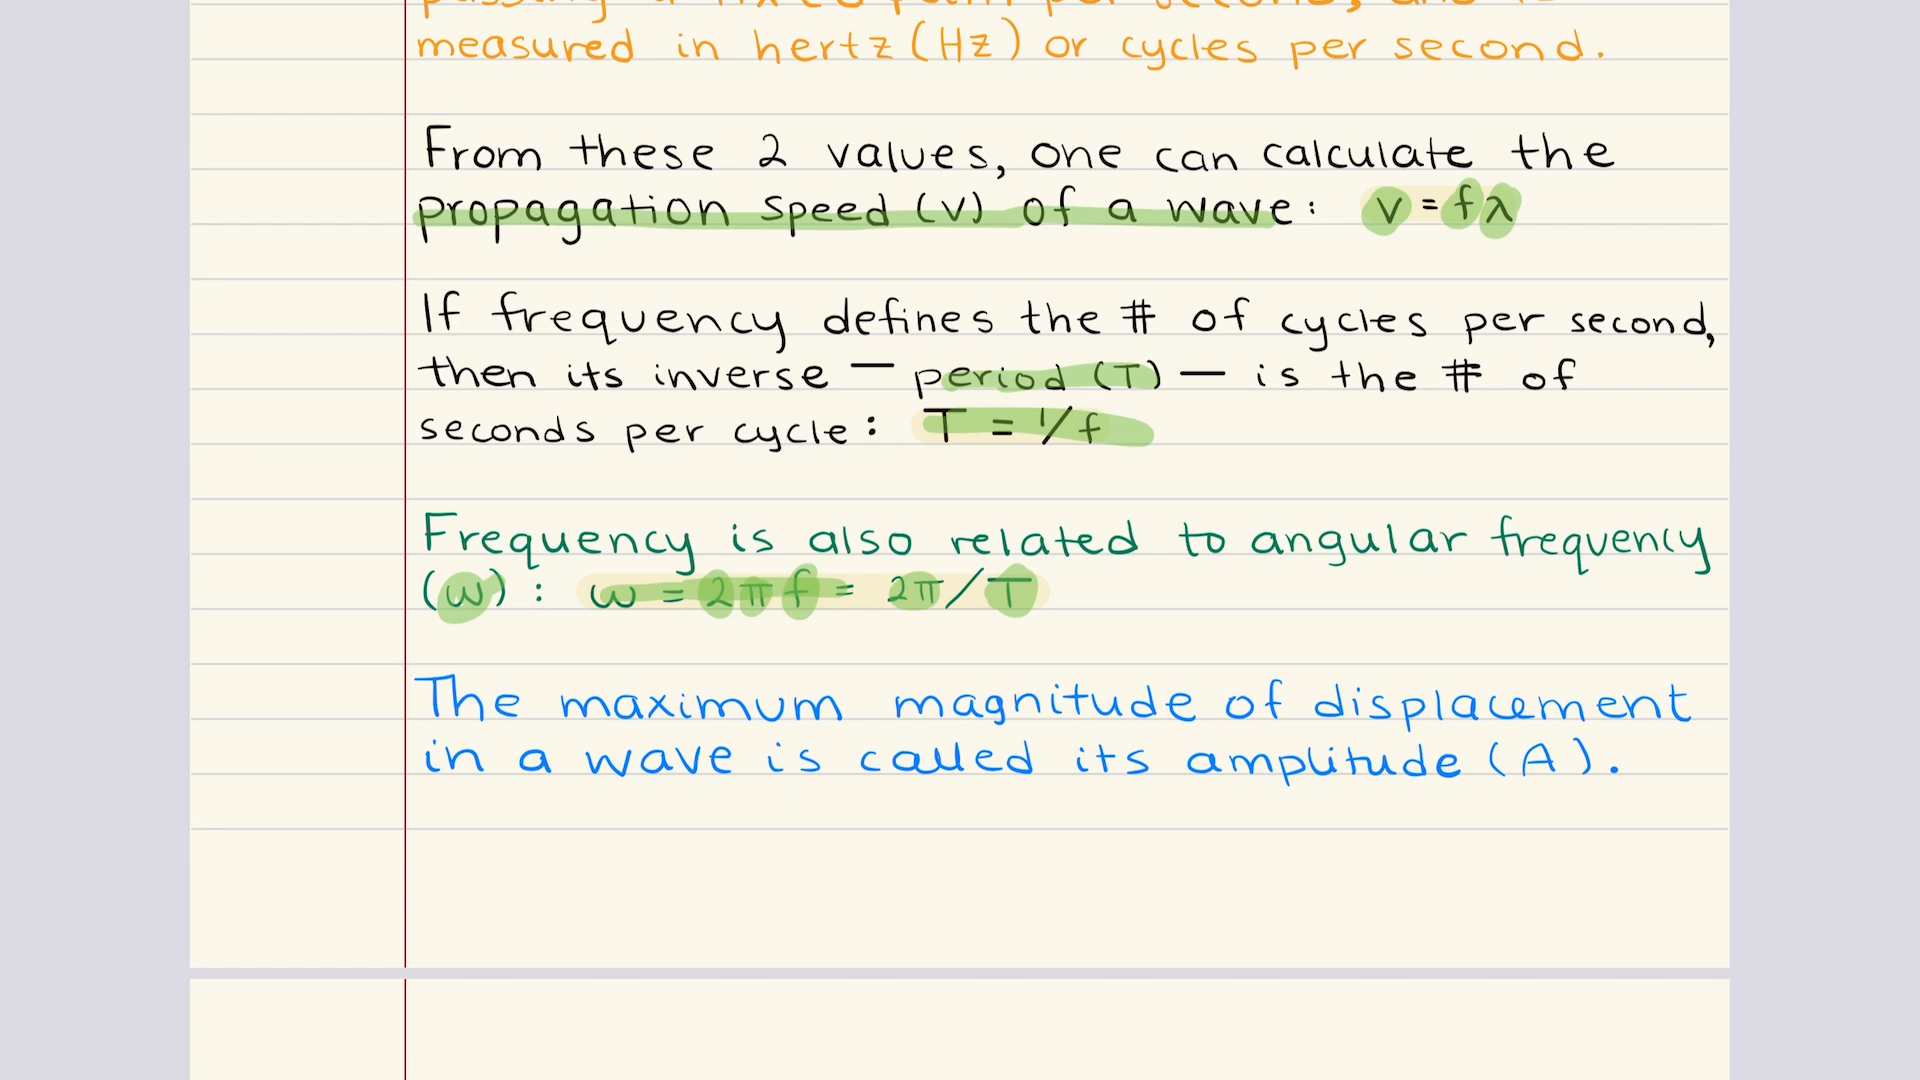 measured in hertz (Hz) or cycles per second.
From these 2 values, one can calculate the
propagation speed (v) of a wave: v = fλ
If frequency defines the # of cycles per second,
then its inverse — period (T) — is the # of
seconds per cycle: T = 1/f
Frequency is also related to angular frequency
(ω): ω = 2πf = 2π/T
The maximum magnitude of displacement
in a wave is called its amplitude (A).